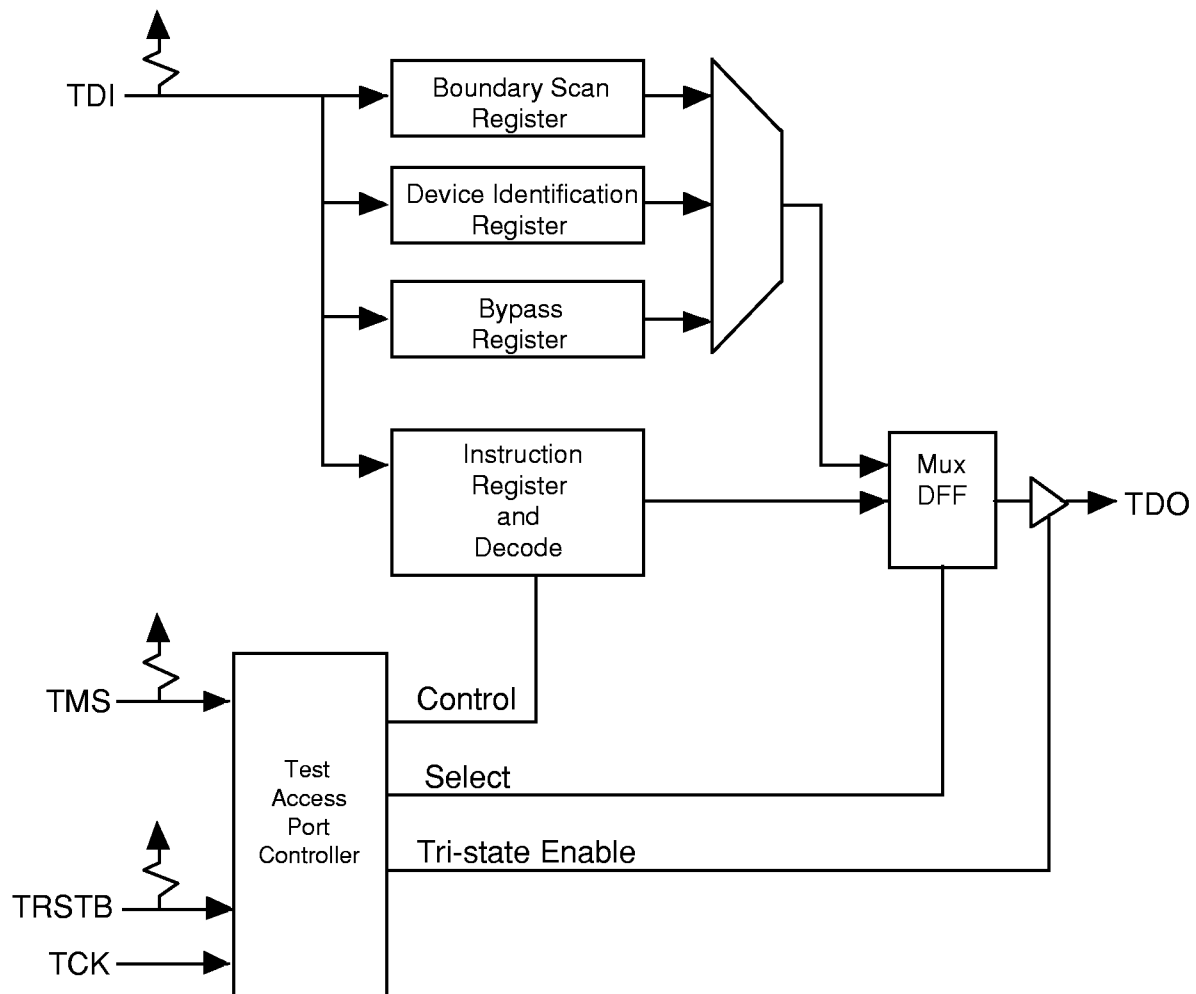 TDI
Boundary Scan
Register
Device Identification
Register
Bypass
Register
Instruction
Register
and
Decode
Mux
DFF
TDO
TMS
Control
Test
Access
Port
Controller
Select
Tri-state Enable
TRSTB
TCK